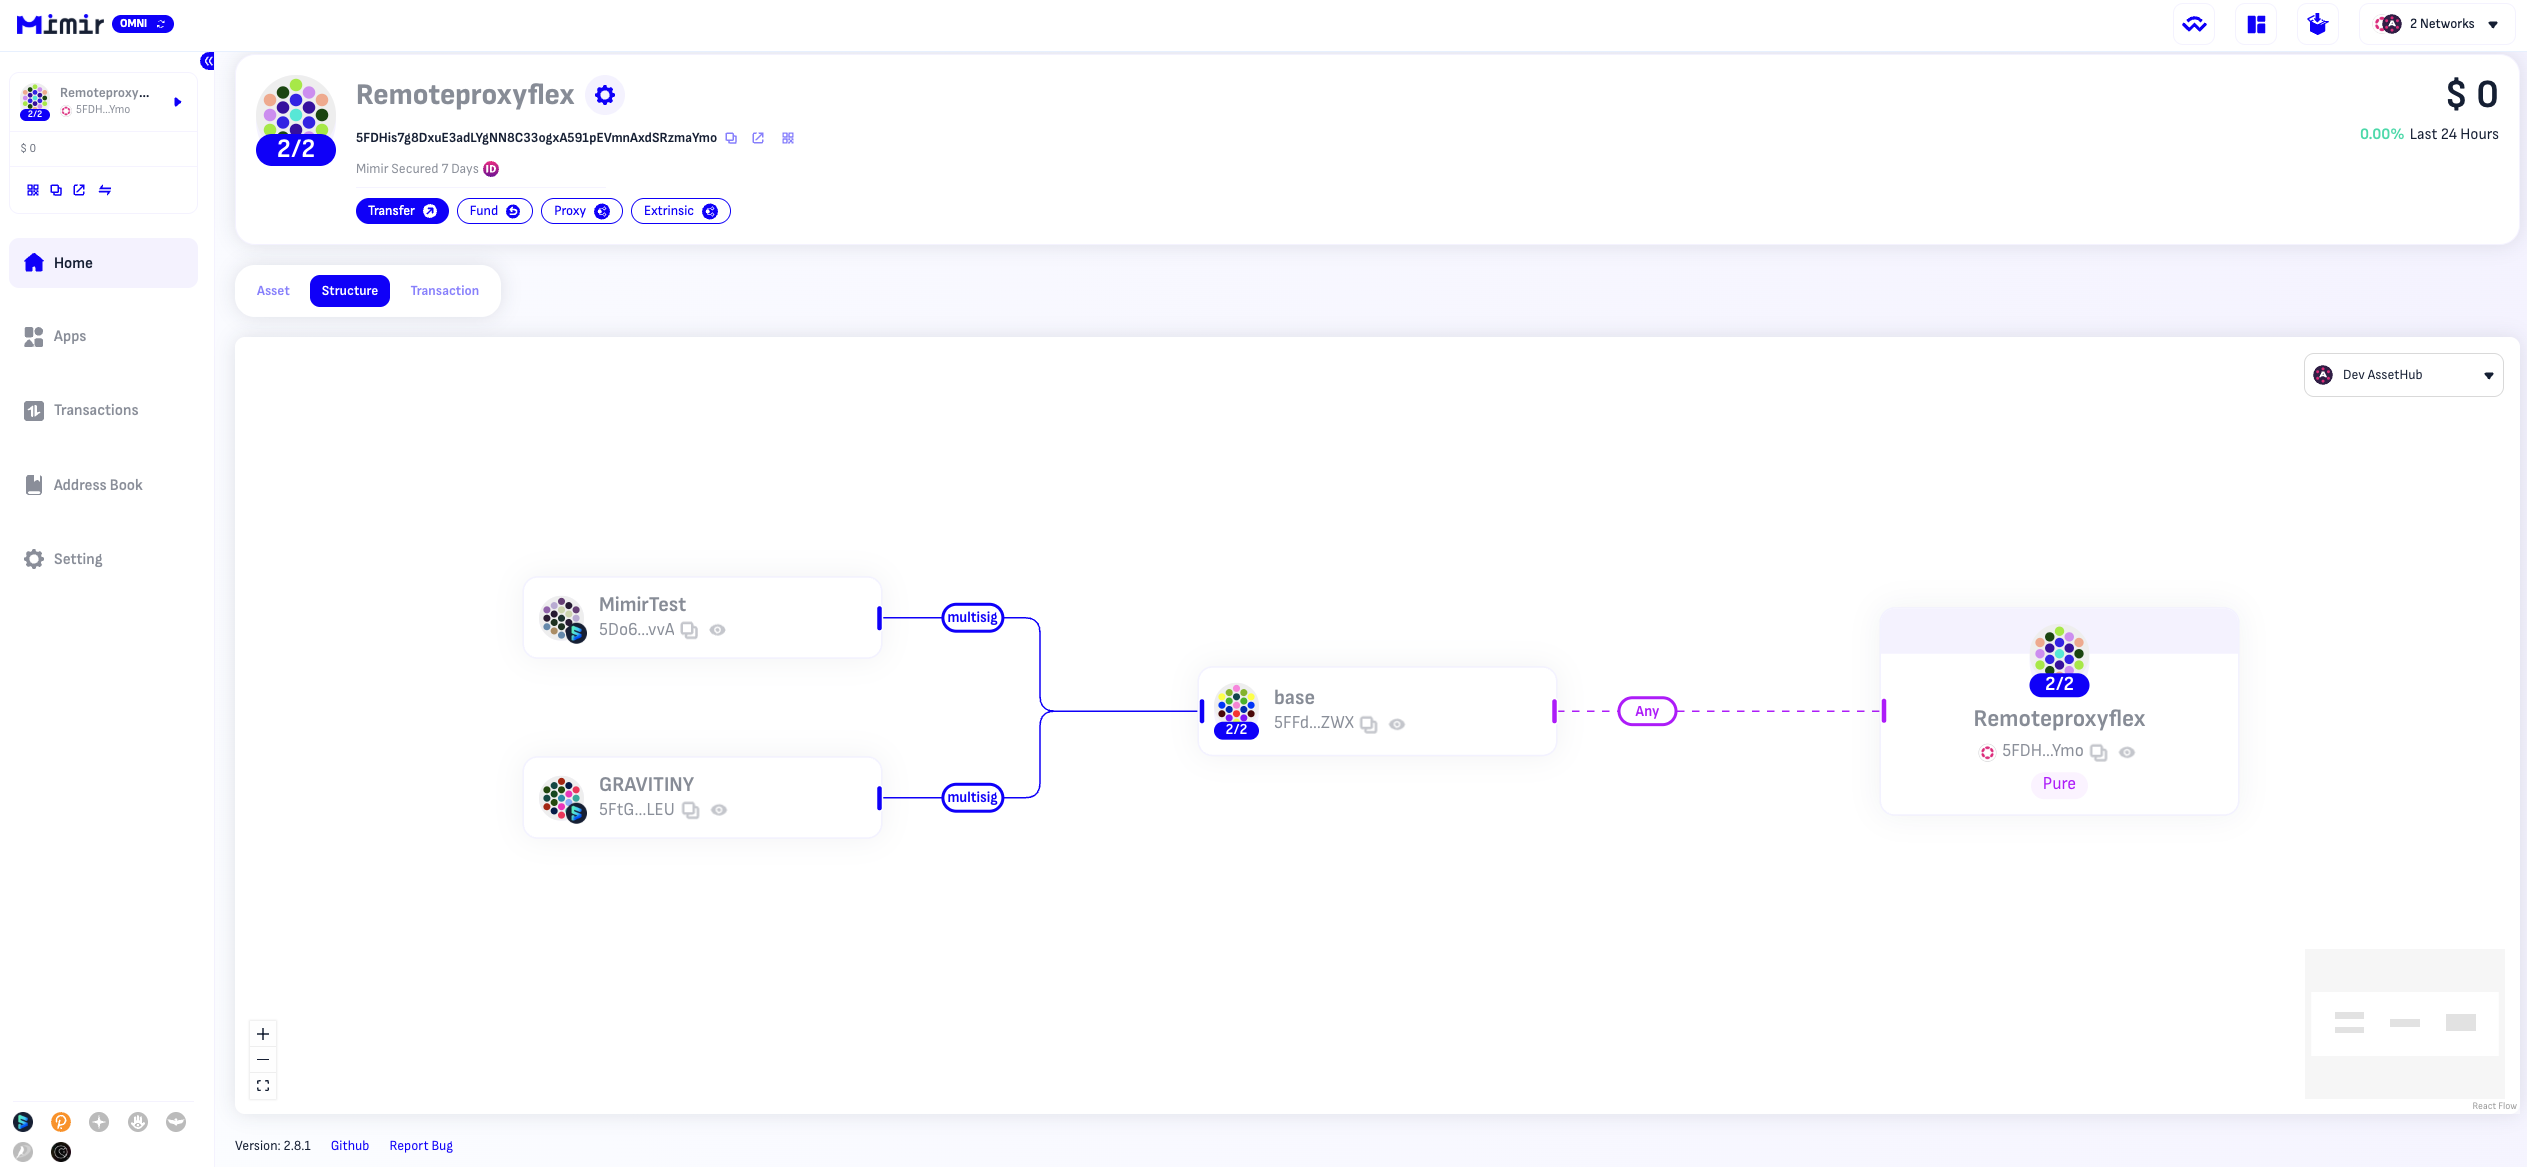 Mimir OMNI
2 Networks
Remoteproxy...
2/2
5FDH...Ymo
$ 0
Home
Apps
Transactions
Address Book
Setting
Remoteproxyflex
2/2
5FDHis7g8DxuE3adLYgNN8C33ogxA591pEVmnAxdSRzmaYmo
Mimir Secured 7 Days ID
Transfer
Fund
Proxy
Extrinsic
$ 0
0.00% Last 24 Hours
Asset
Structure
Transaction
Dev AssetHub
MimirTest
5Do6...vvA
multisig
GRAVITINY
5FtG...LEU
multisig
base
5FFd...ZWX
2/2
Any
2/2
Remoteproxyflex
5FDH...Ymo
Pure
React Flow
Version: 2.8.1
Github
Report Bug